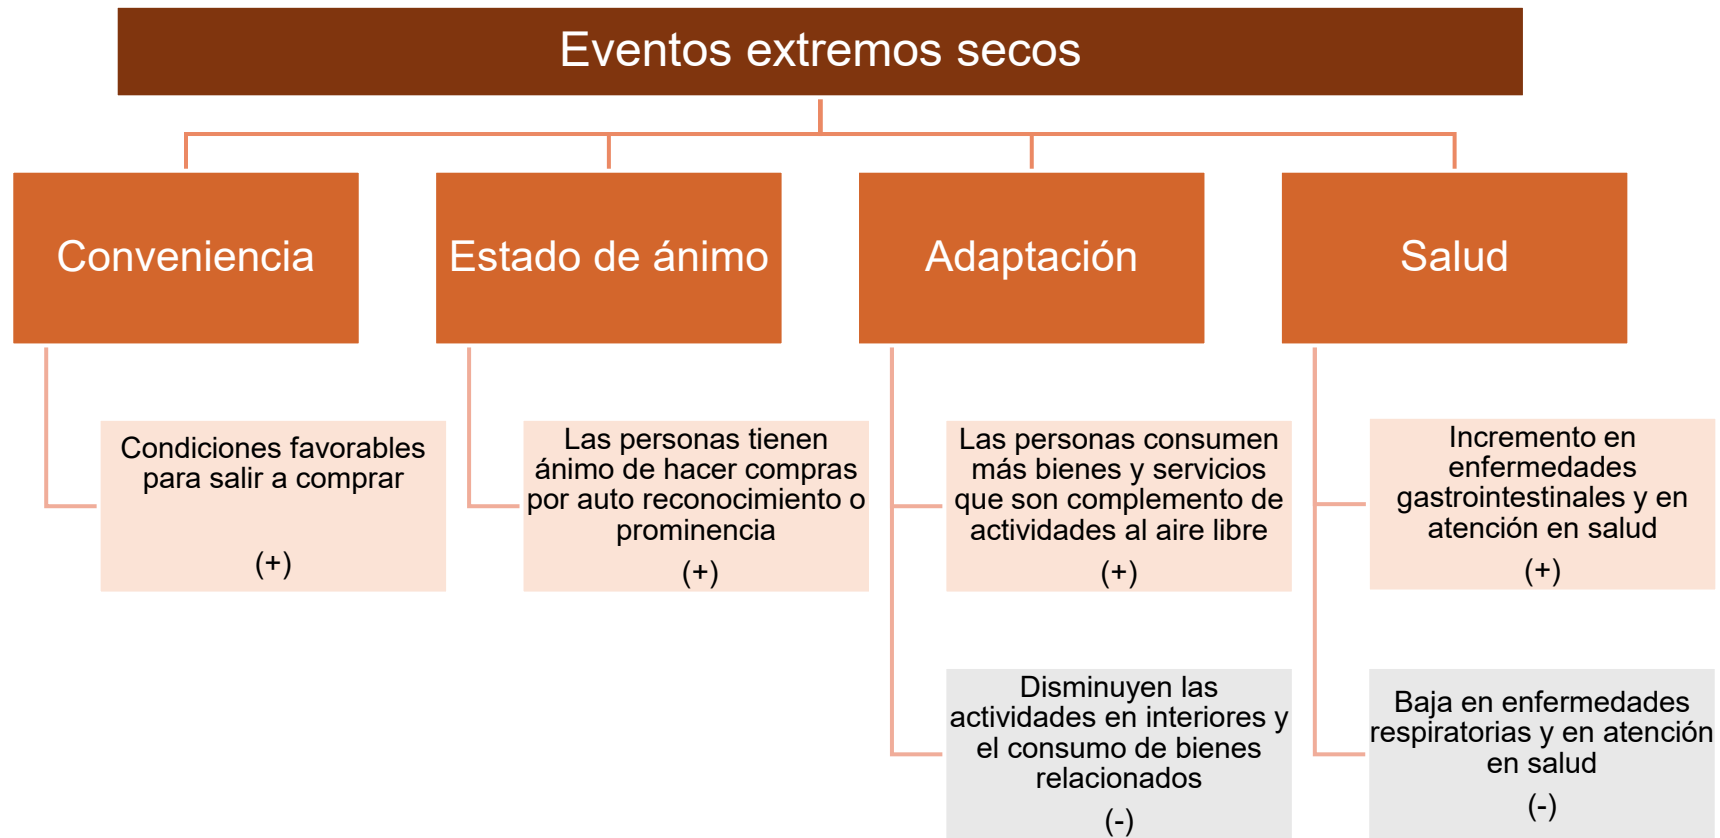 Eventos extremos secos
Conveniencia
Estado de ánimo
Adaptación
Salud
Condiciones favorables
para salir a comprar
(+)
Las personas tienen
ánimo de hacer compras
por auto reconocimiento o
prominencia
(+)
Las personas consumen
más bienes y servicios
que son complemento de
actividades al aire libre
(+)
Incremento en
enfermedades
gastrointestinales y en
atención en salud
(+)
Disminuyen las
actividades en interiores y
el consumo de bienes
relacionados
(-)
Baja en enfermedades
respiratorias y en atención
en salud
(-)